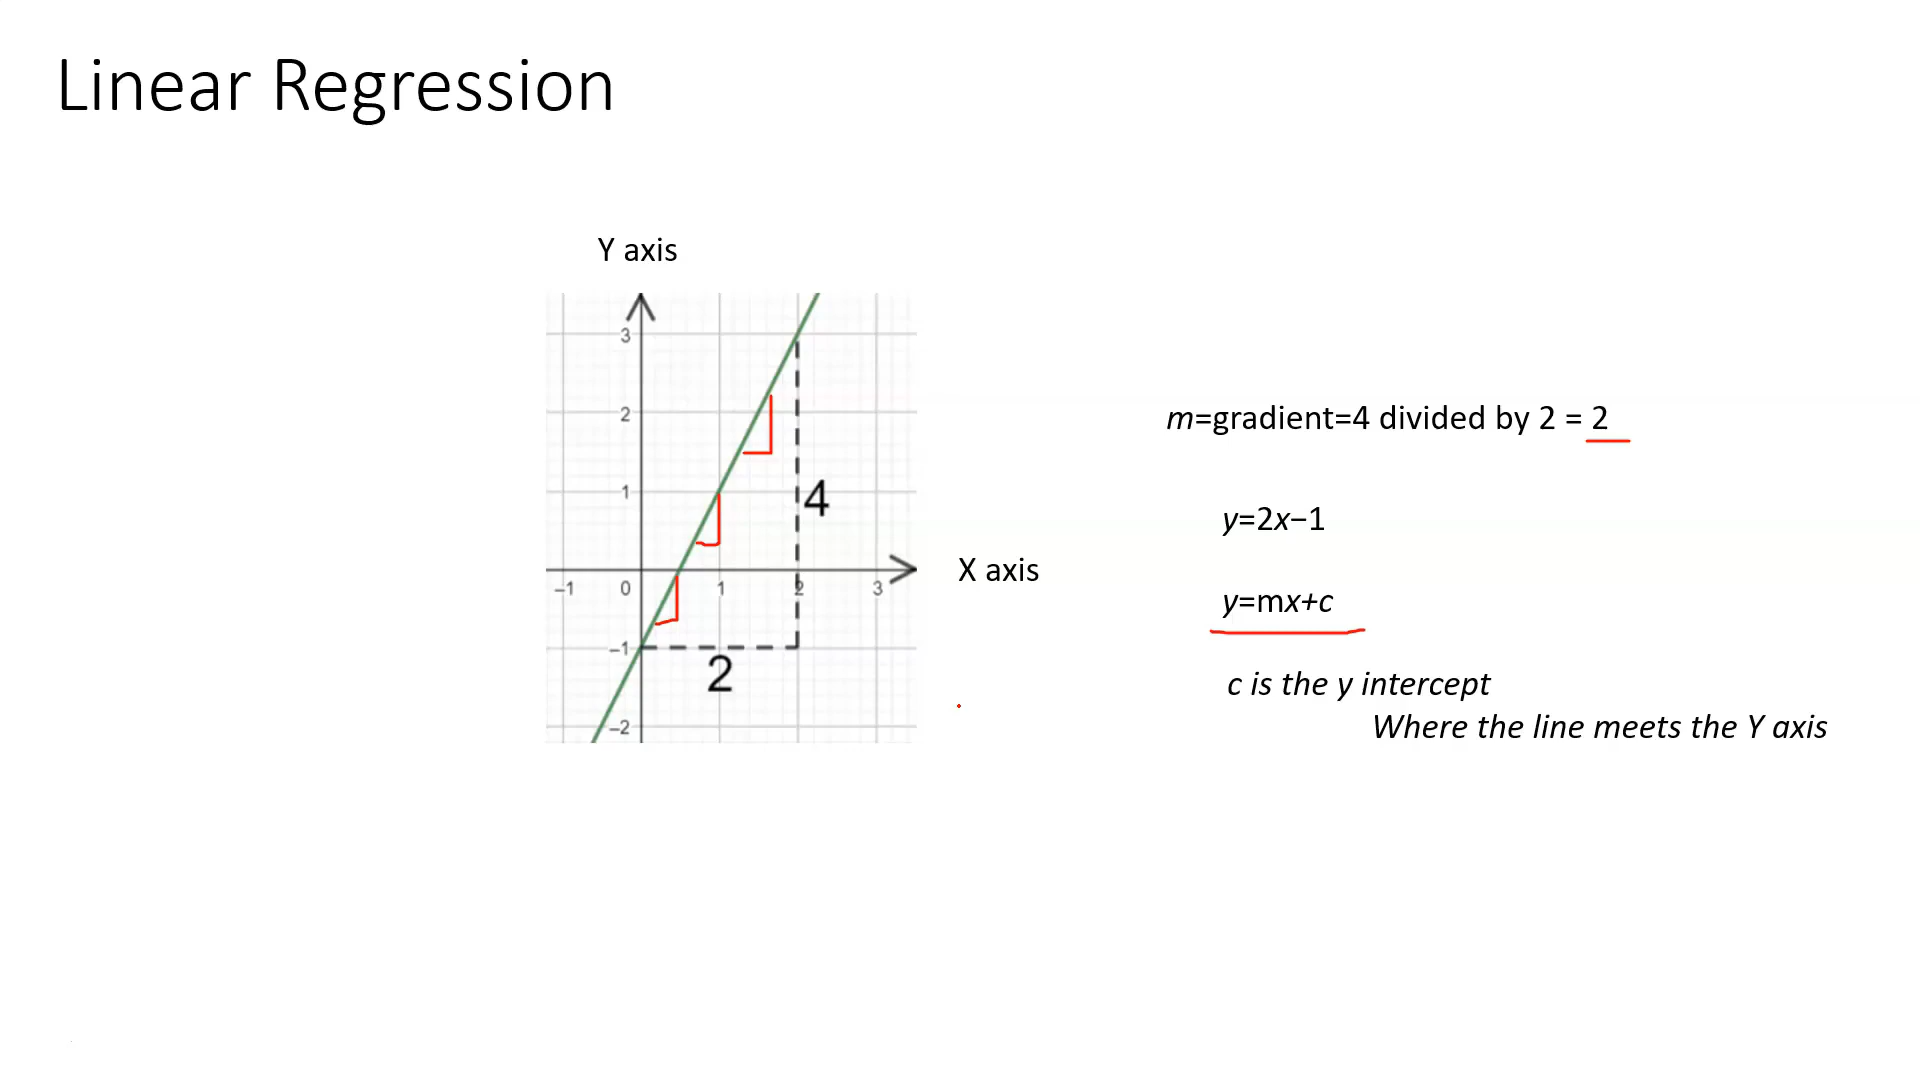 Linear Regression
Y axis
3
2
1
−1
0
1
2
3
−1
−2
4
2
X axis
m=gradient=4 divided by 2 = 2
y=2x−1
y=mx+c
c is the y intercept
Where the line meets the Y axis